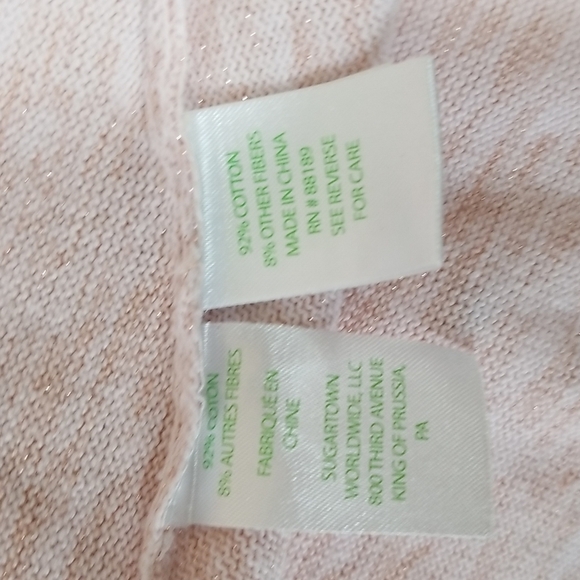 92% COTTON
8% OTHER FIBERS
MADE IN CHINA
RN # 88189
SEE REVERSE
FOR CARE
92% COTON
8% AUTRES FIBRES
FABRIQUÉ EN
CHINE
SUGARTOWN
WORLDWIDE, LLC
800 THIRD AVENUE
KING OF PRUSSIA,
PA